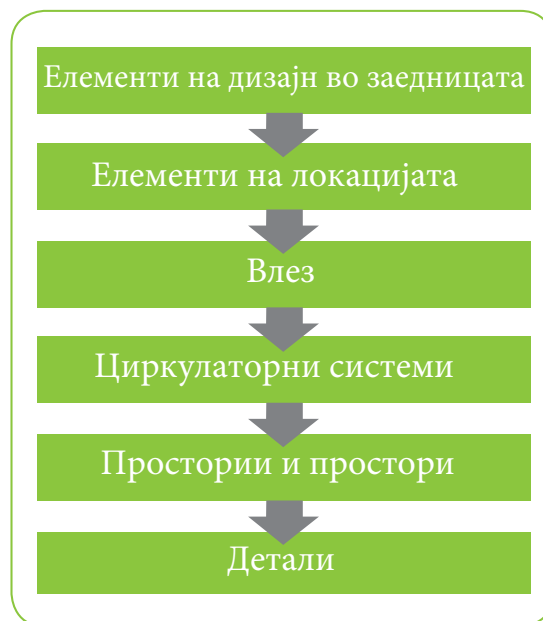 Елементи на дизајн во заедницата
Елементи на локацијата
Влез
Циркулаторни системи
Простории и простори
Детали